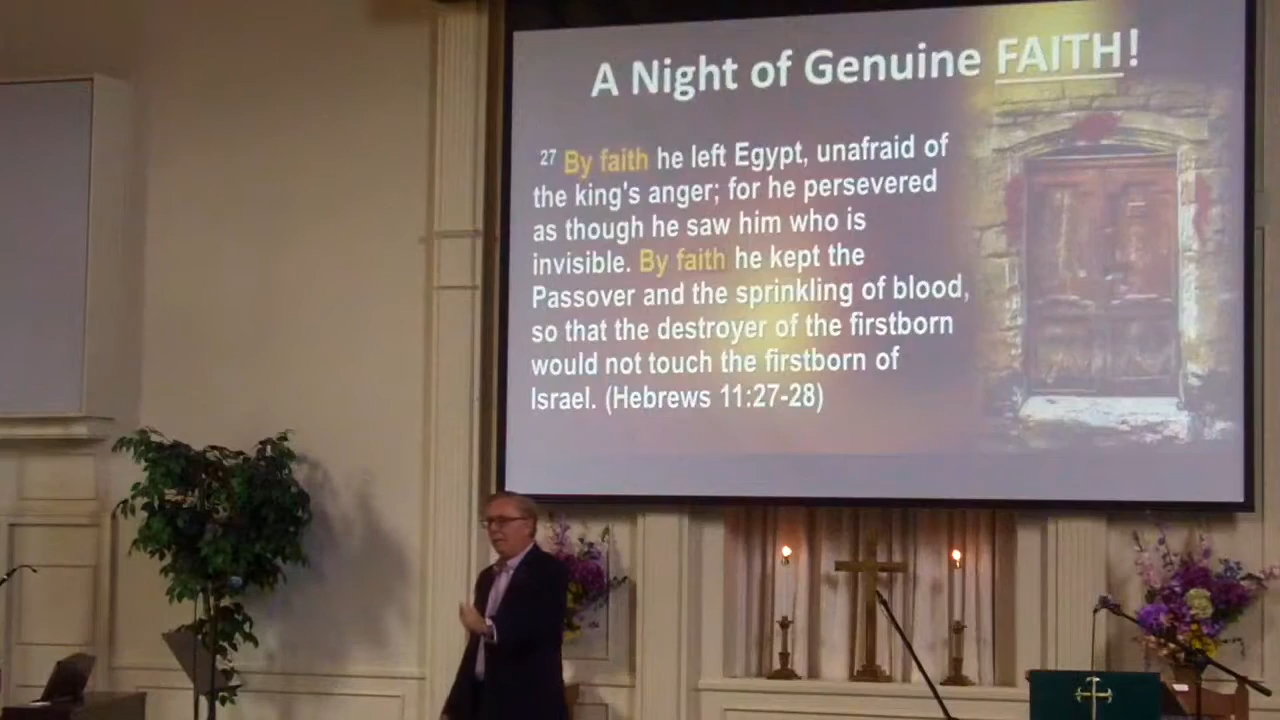 A Night of Genuine FAITH!
27 By faith he left Egypt, unafraid of
the king's anger; for he persevered
as though he saw him who is
invisible. By faith he kept the
Passover and the sprinkling of blood,
so that the destroyer of the firstborn
would not touch the firstborn of
Israel. (Hebrews 11:27-28)